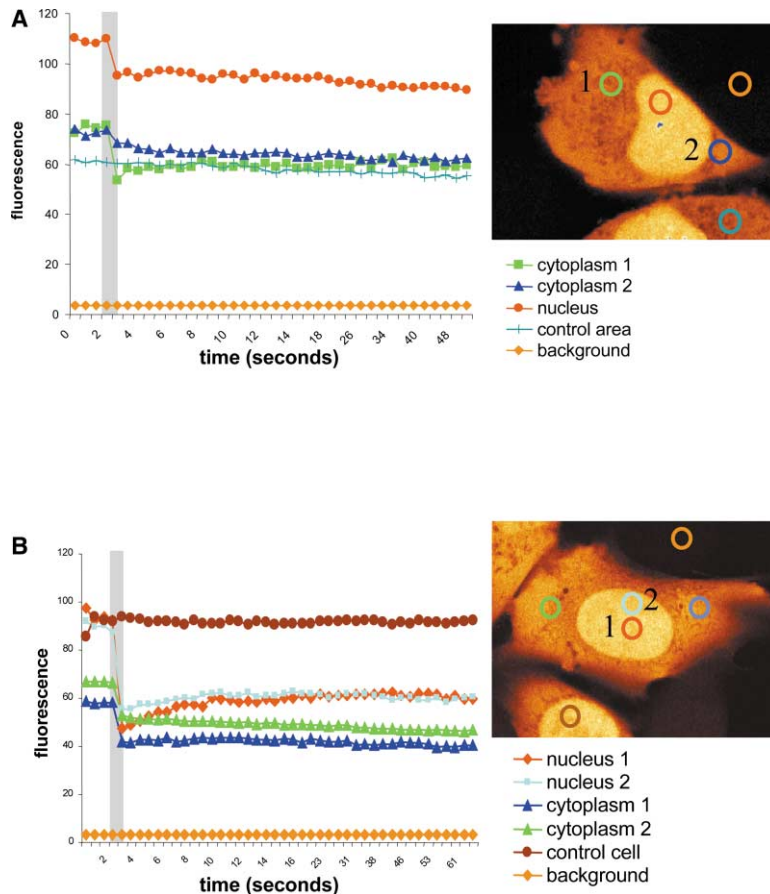 A
120
100
80
60
40
20
0
fluorescence
0 2 4 6 8 10 12 14 18 26 34 40 48
time (seconds)
1
2
cytoplasm 1
cytoplasm 2
nucleus
control area
background
B
120
100
80
60
40
20
0
fluorescence
2 4 6 8 10 12 14 16 23 31 38 46 53 61
time (seconds)
2
1
nucleus 1
nucleus 2
cytoplasm 1
cytoplasm 2
control cell
background